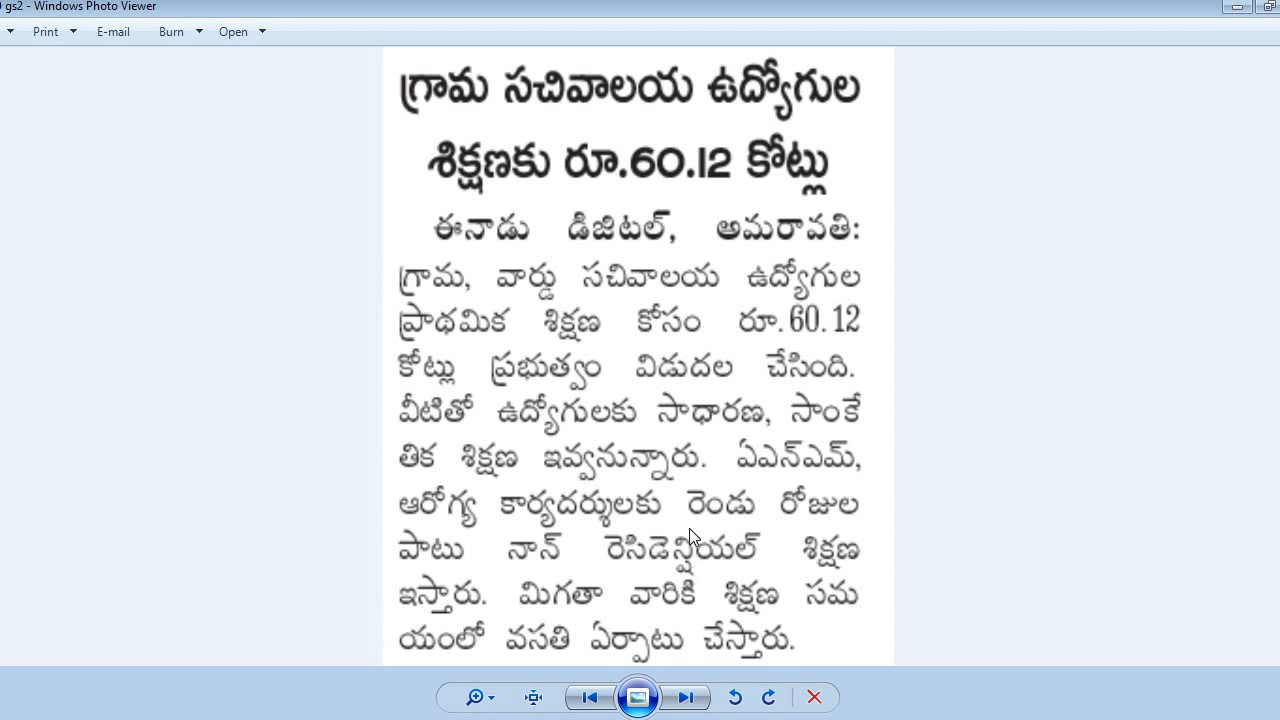 gs2 - Windows Photo Viewer
Print E-mail Burn Open
గ్రామ సచివాలయ ఉద్యోగుల
శిక్షణకు రూ.60.12 కోట్లు
ఈనాడు డిజిటల్, అమరావతి:
గ్రామ, వార్డు సచివాలయ ఉద్యోగుల
ప్రాథమిక శిక్షణ కోసం రూ.60.12
కోట్లు ప్రభుత్వం విడుదల చేసింది.
వీటితో ఉద్యోగులకు సాధారణ, సాంకే
తిక శిక్షణ ఇవ్వనున్నారు. ఏఎన్ఎమ్,
ఆరోగ్య కార్యదర్శులకు రెండు రోజుల
పాటు నాన్ రెసిడెన్షియల్ శిక్షణ
ఇస్తారు. మిగతా వారికి శిక్షణ సమ
యంలో వసతి ఏర్పాటు చేస్తారు.